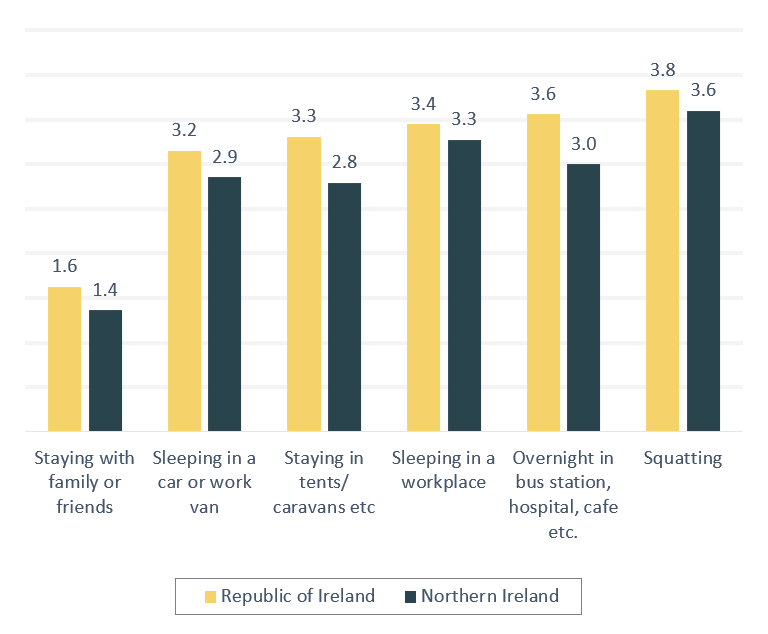 3.8
3.6
3.6
3.4
3.3
3.3
3.2
3.0
2.9
2.8
1.6
1.4
Staying with
family or
friends
Sleeping in a
car or work
van
Staying in
tents/
caravans etc
Sleeping in a
workplace
Overnight in
bus station,
hospital, cafe
etc.
Squatting
Republic of Ireland
Northern Ireland